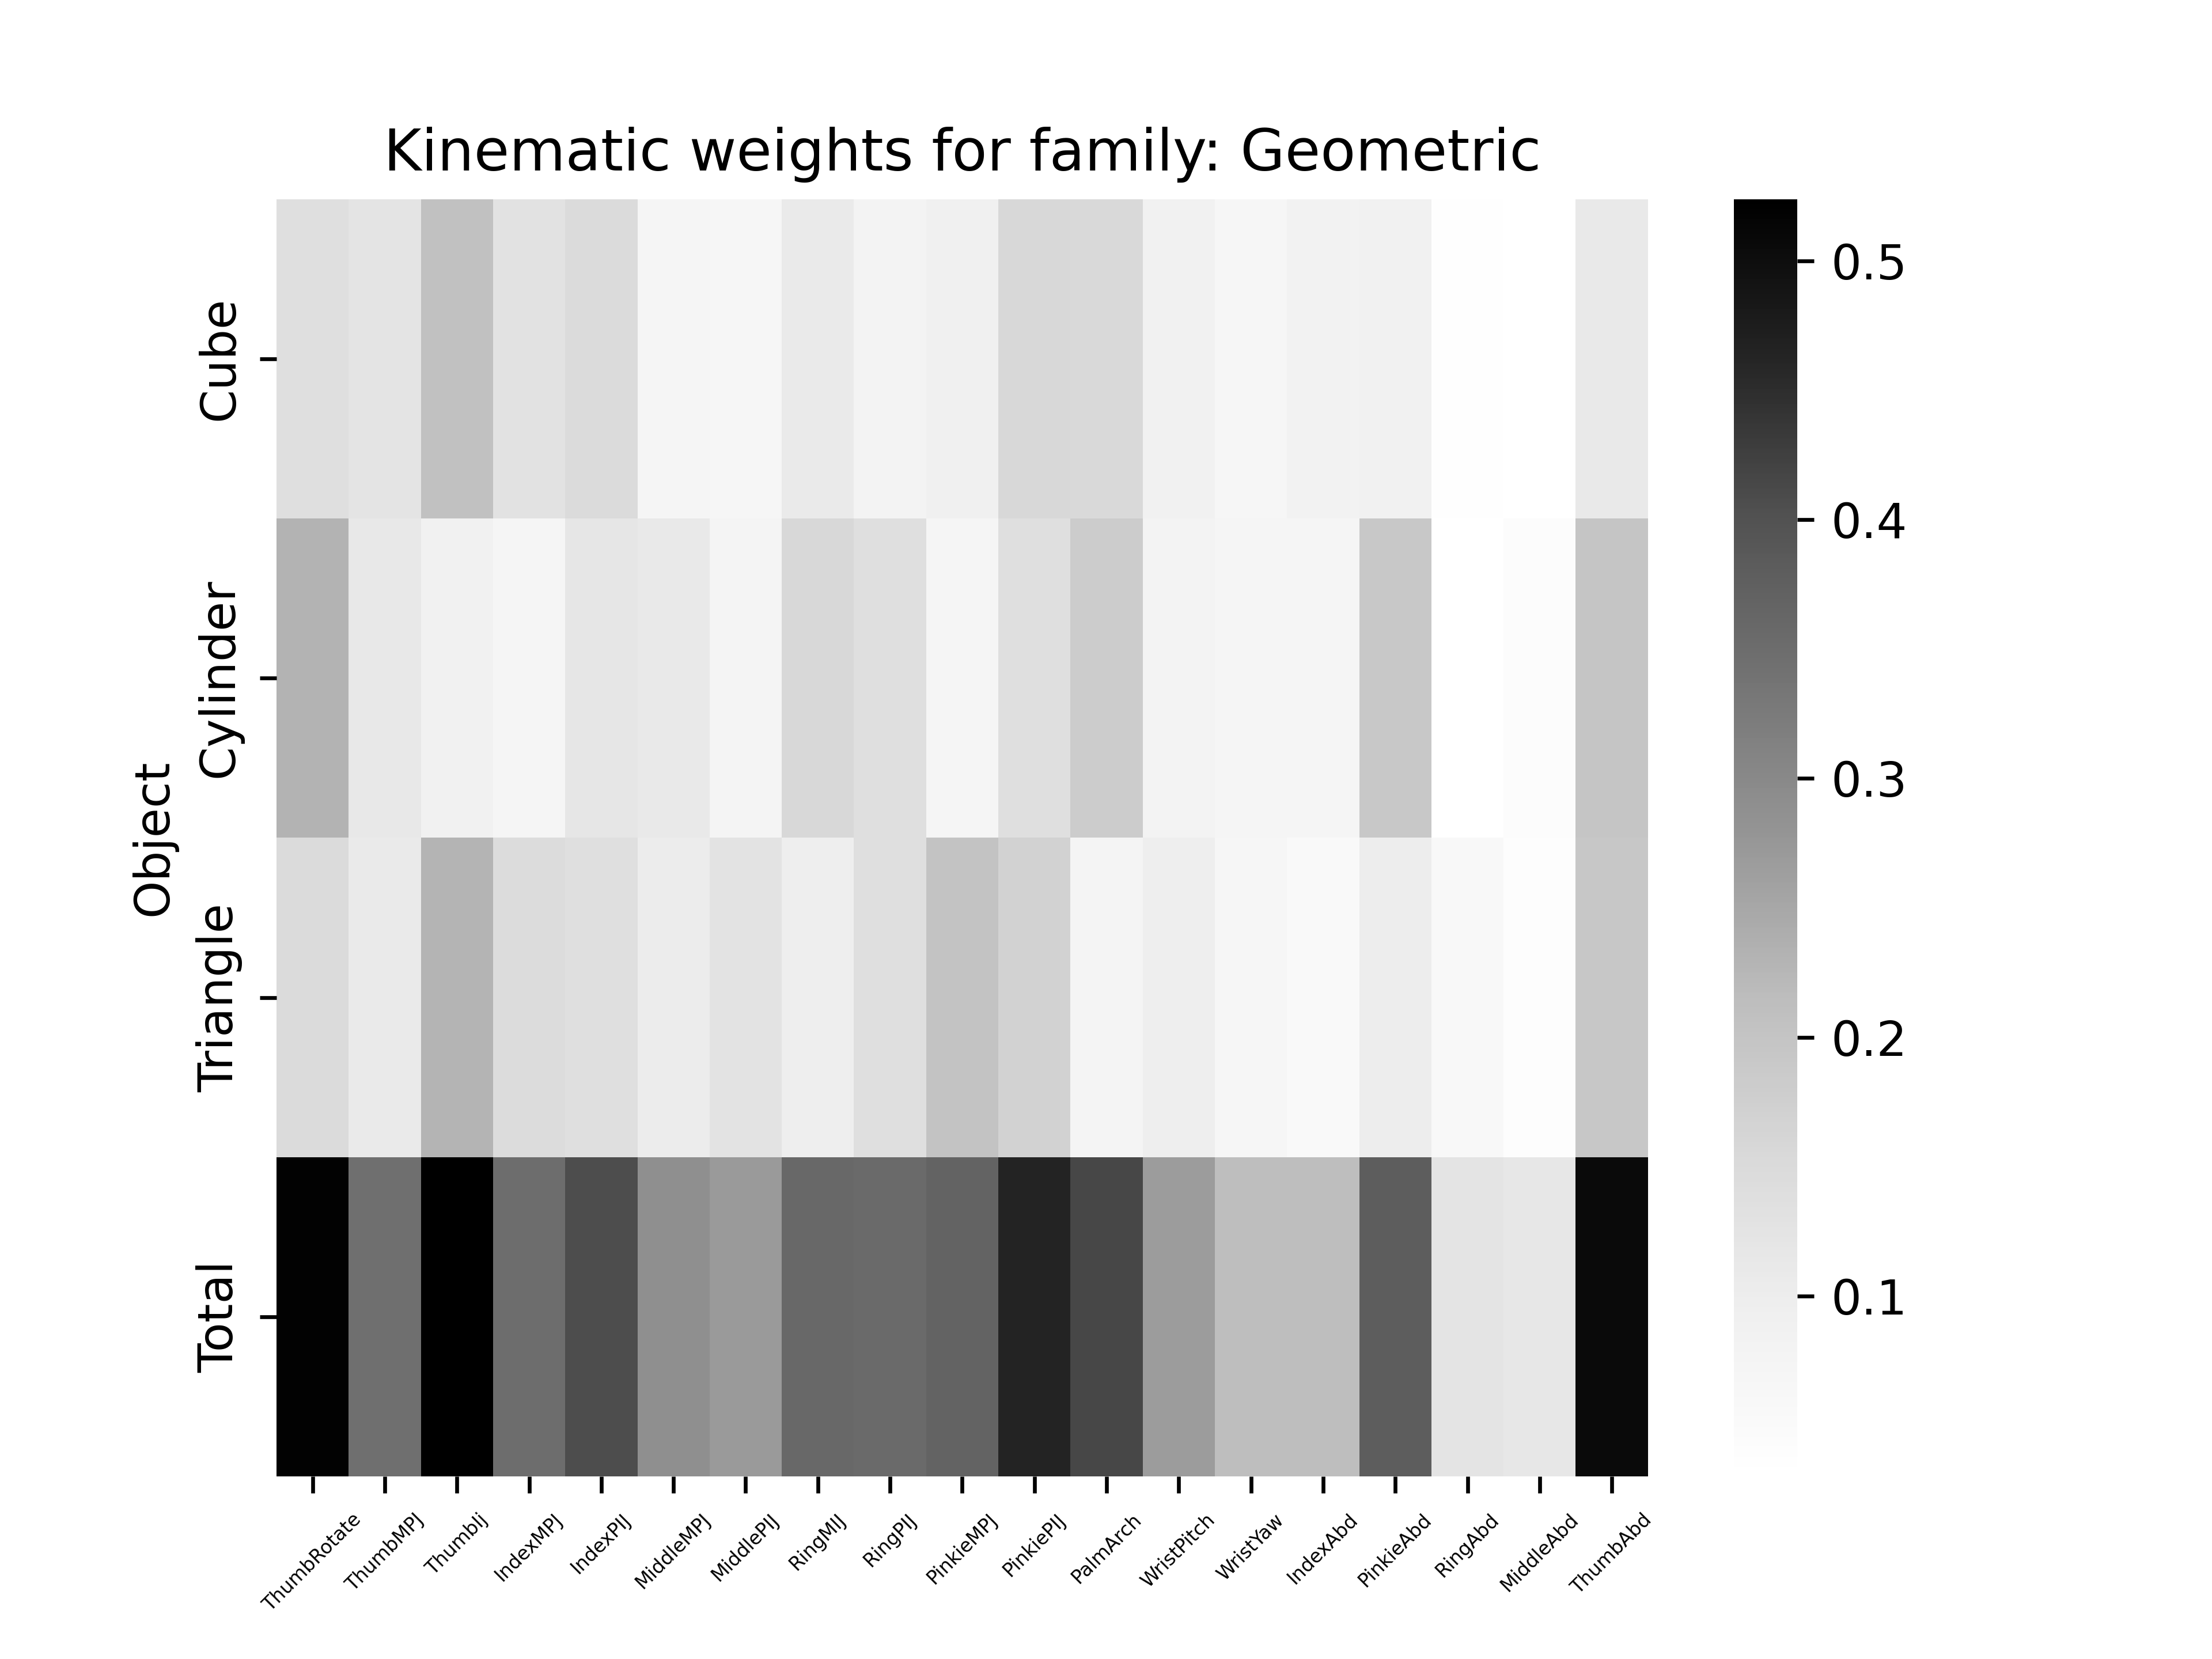 Kinematic weights for family: Geometric
Object
Cube
Cylinder
Triangle
Total
ThumbRotate
ThumbMPJ
ThumbIj
IndexMPJ
IndexPIJ
MiddleMPJ
MiddlePIJ
RingMIJ
RingPIJ
PinkieMPJ
PinkiePIJ
PalmArch
WristPitch
WristYaw
IndexAbd
PinkieAbd
RingAbd
MiddleAbd
ThumbAbd
0.5
0.4
0.3
0.2
0.1